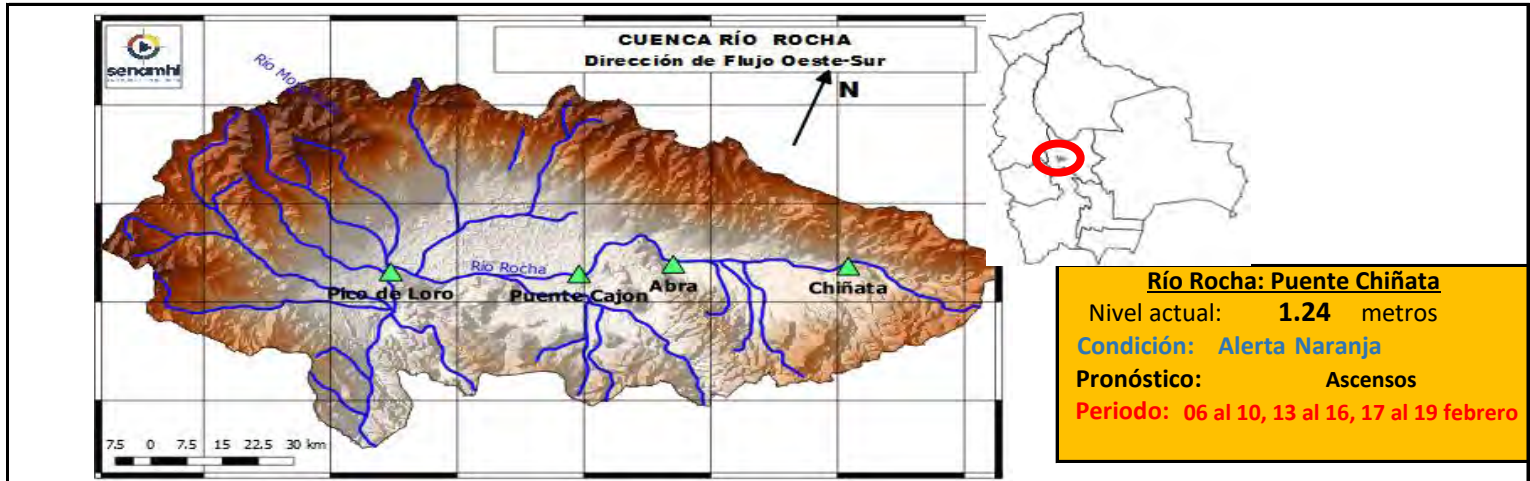 senamhi
CUENCA RÍO ROCHA
Dirección de Flujo Oeste-Sur
N
Río Rocha
Pico de Loro
Puente Cajon
Abra
Chiñata
7.5 0 7.5 15 22.5 30 km
Río Rocha: Puente Chiñata
Nivel actual: 1.24 metros
Condición: Alerta Naranja
Pronóstico: Ascensos
Periodo: 06 al 10, 13 al 16, 17 al 19 febrero